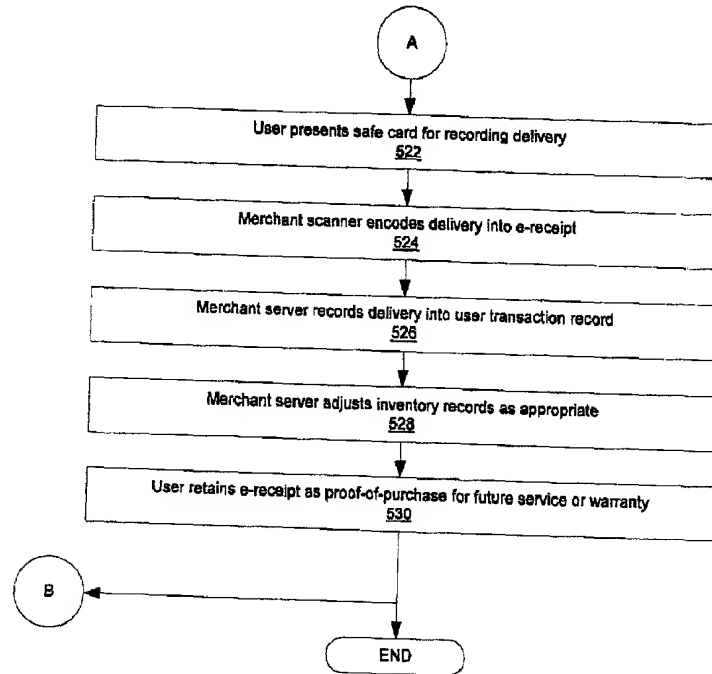 A
User presents safe card for recording delivery
522
Merchant scanner encodes delivery into e-receipt
524
Merchant server records delivery into user transaction record
526
Merchant server adjusts inventory records as appropriate
528
User retains e-receipt as proof-of-purchase for future service or warranty
530
B
END